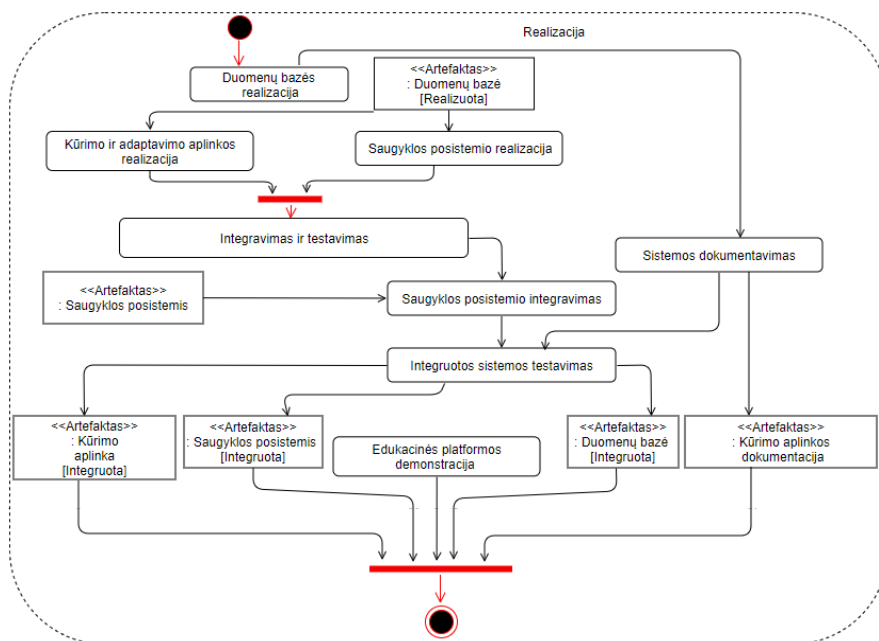 Realizacija
Duomenų bazės
realizacija
<<Artefaktas>>
: Duomenų bazė
[Realizuota]
Kūrimo ir adaptavimo aplinkos
realizacija
Saugyklos posistemio realizacija
Integravimas ir testavimas
Sistemos dokumentavimas
<<Artefaktas>>
: Saugyklos posistemis
Saugyklos posistemio integravimas
Integruotos sistemos testavimas
<<Artefaktas>>
: Kūrimo
aplinka
[Integruota]
<<Artefaktas>>
: Saugyklos posistemis
[Integruota]
Edukacinės platformos
demonstracija
<<Artefaktas>>
: Duomenų bazė
[Integruota]
<<Artefaktas>>
: Kūrimo aplinkos
dokumentacija